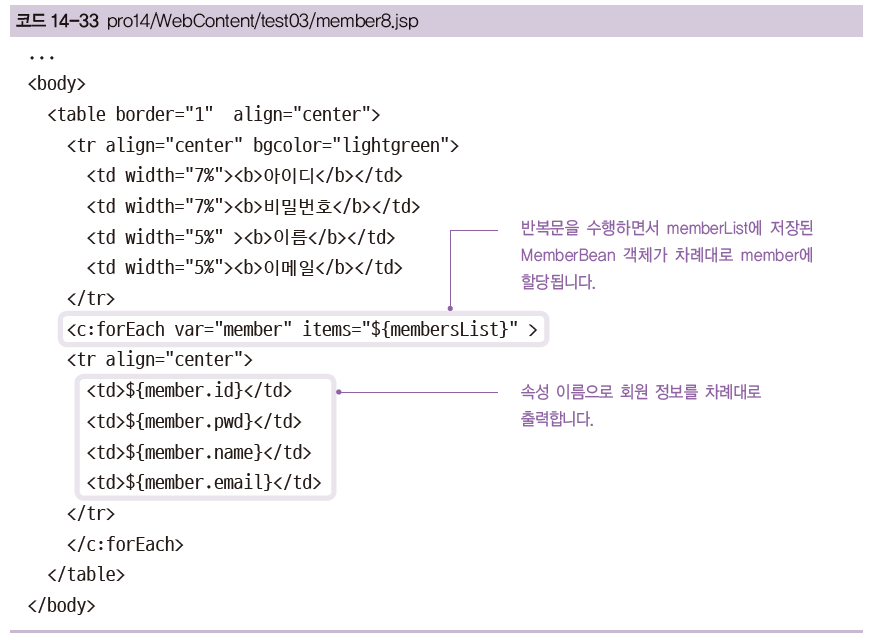 코드 14-33 pro14/WebContent/test03/member8.jsp
...
<body>
<table border="1"  align="center">
<tr align="center" bgcolor="lightgreen">
<td width="7%"><b>아이디</b></td>
<td width="7%"><b>비밀번호</b></td>
<td width="5%" ><b>이름</b></td>
<td width="5%"><b>이메일</b></td>
</tr>
<c:forEach var="member" items="${membersList}" >
<tr align="center">
<td>${member.id}</td>
<td>${member.pwd}</td>
<td>${member.name}</td>
<td>${member.email}</td>
</tr>
</c:forEach>
</table>
</body>
반복문을 수행하면서 memberList에 저장된
MemberBean 객체가 차례대로 member에
할당됩니다.
속성 이름으로 회원 정보를 차례대로
출력합니다.